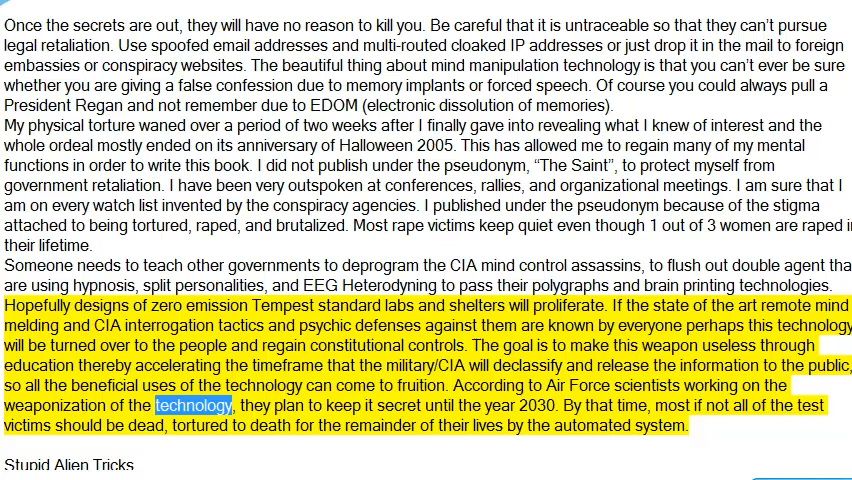 Once the secrets are out, they will have no reason to kill you. Be careful that it is untraceable so that they can’t pursue
legal retaliation. Use spoofed email addresses and multi-routed cloaked IP addresses or just drop it in the mail to foreign
embassies or conspiracy websites. The beautiful thing about mind manipulation technology is that you can’t ever be sure
whether you are giving a false confession due to memory implants or forced speech. Of course you could always pull a
President Regan and not remember due to EDOM (electronic dissolution of memories).
My physical torture waned over a period of two weeks after I finally gave into revealing what I knew of interest and the
whole ordeal mostly ended on its anniversary of Halloween 2005. This has allowed me to regain many of my mental
functions in order to write this book. I did not publish under the pseudonym, “The Saint”, to protect myself from
government retaliation. I have been very outspoken at conferences, rallies, and organizational meetings. I am sure that I
am on every watch list invented by the conspiracy agencies. I published under the pseudonym because of the stigma
attached to being tortured, raped, and brutalized. Most rape victims keep quiet even though 1 out of 3 women are raped i
their lifetime.
Someone needs to teach other governments to deprogram the CIA mind control assassins, to flush out double agent tha
are using hypnosis, split personalities, and EEG Heterodyning to pass their polygraphs and brain printing technologies.
Hopefully designs of zero emission Tempest standard labs and shelters will proliferate. If the state of the art remote mind
melding and CIA interrogation tactics and psychic defenses against them are known by everyone perhaps this technology
will be turned over to the people and regain constitutional controls. The goal is to make this weapon useless through
education thereby accelerating the timeframe that the military/CIA will declassify and release the information to the public,
so all the beneficial uses of the technology can come to fruition. According to Air Force scientists working on the
weaponization of the technology, they plan to keep it secret until the year 2030. By that time, most if not all of the test
victims should be dead, tortured to death for the remainder of their lives by the automated system.
Stupid Alien Tricks